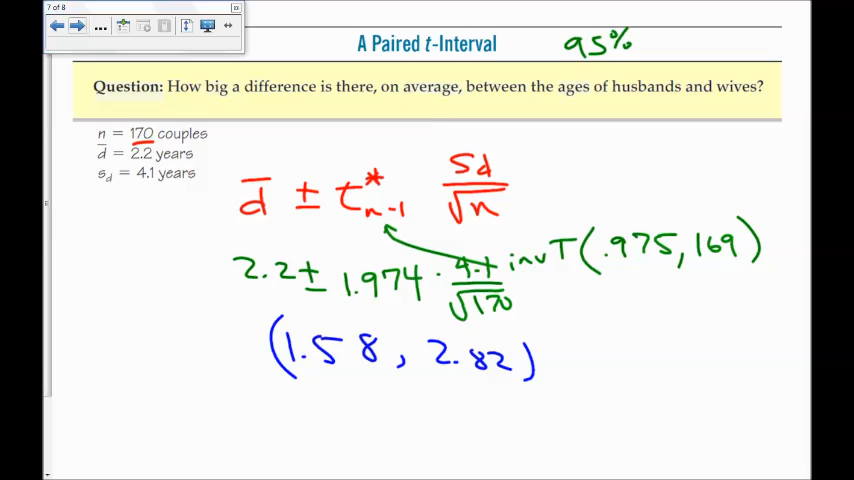 7 of 8
A Paired t-Interval 95%
Question: How big a difference is there, on average, between the ages of husbands and wives?
n = 170 couples
d̄ = 2.2 years
s_d = 4.1 years
d̄ ± t*_{n-1} s_d/√n
2.2 ± 1.974 · 4.1/√170 invT(.975, 169)
(1.58, 2.82)